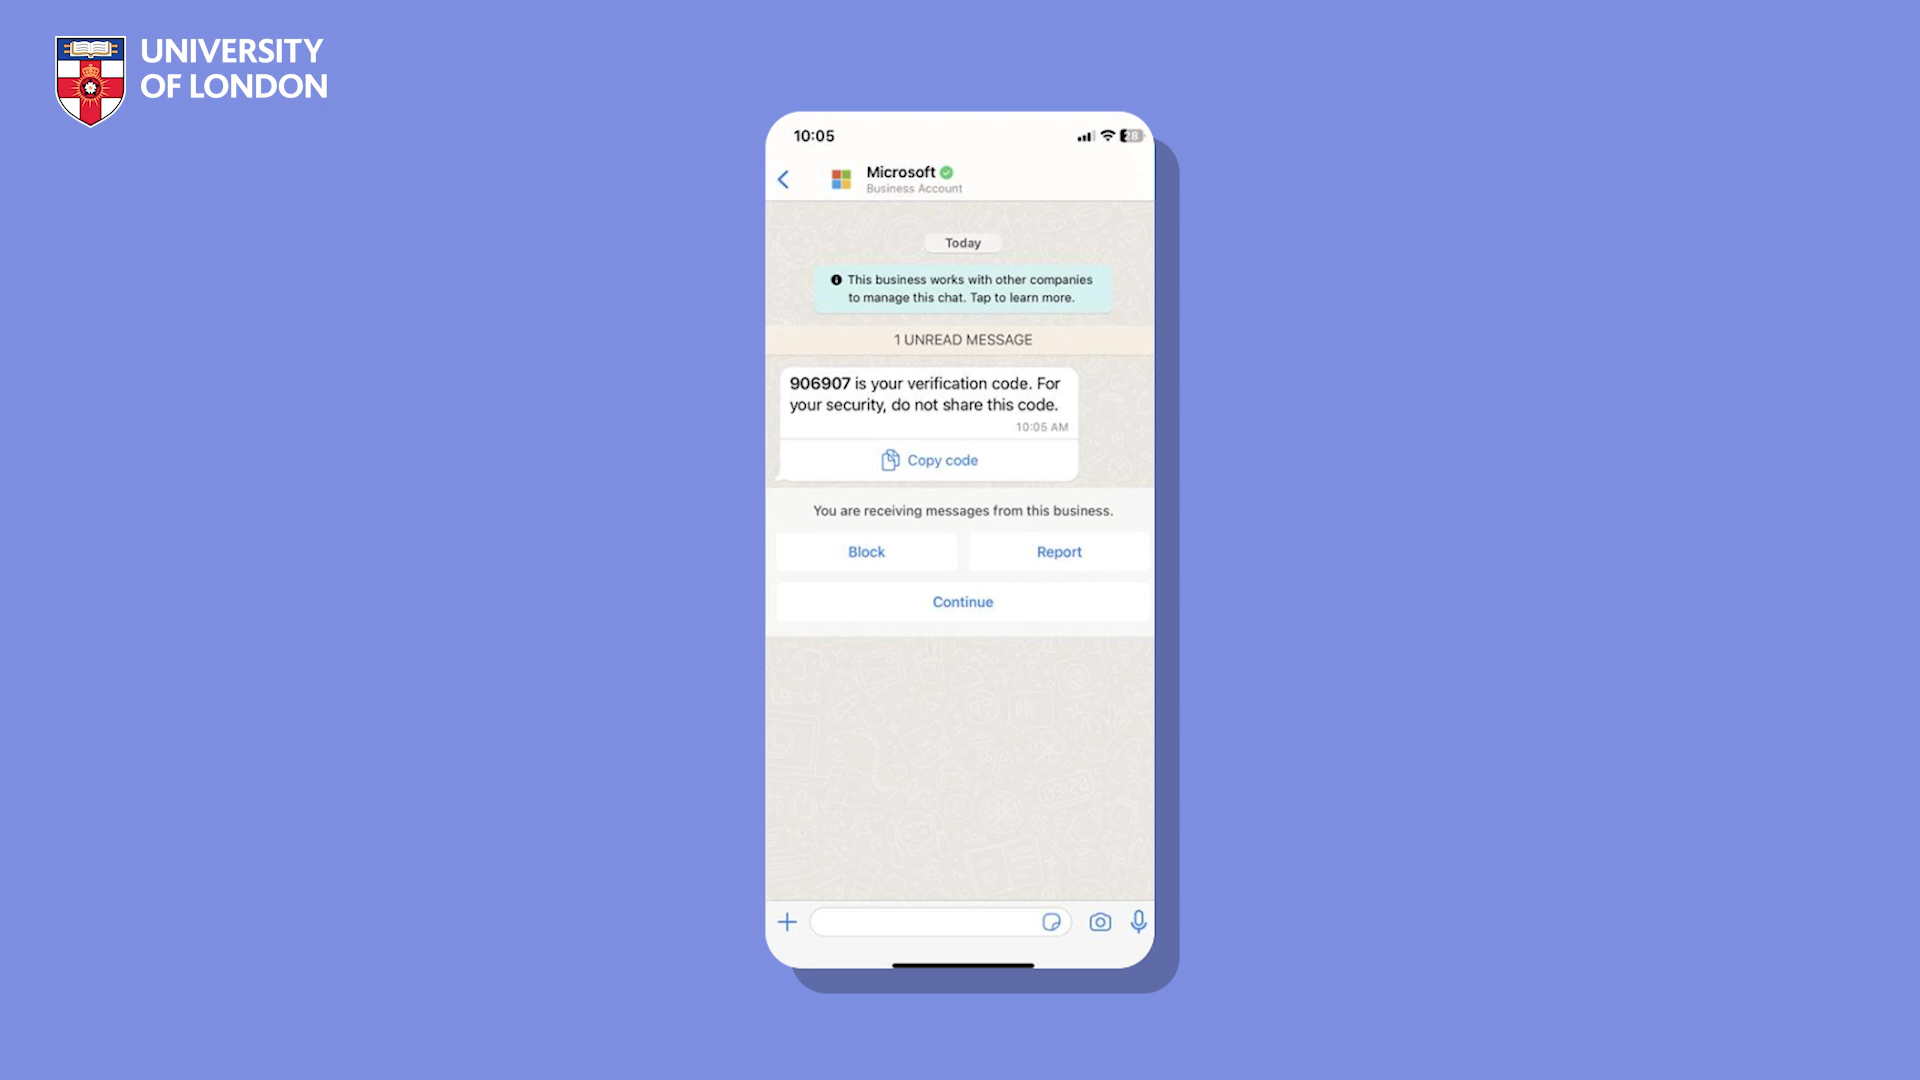 UNIVERSITY
OF LONDON
10:05
28
Microsoft
Business Account
Today
This business works with other companies
to manage this chat. Tap to learn more.
1 UNREAD MESSAGE
906907 is your verification code. For
your security, do not share this code.
10:05 AM
Copy code
You are receiving messages from this business.
Block
Report
Continue